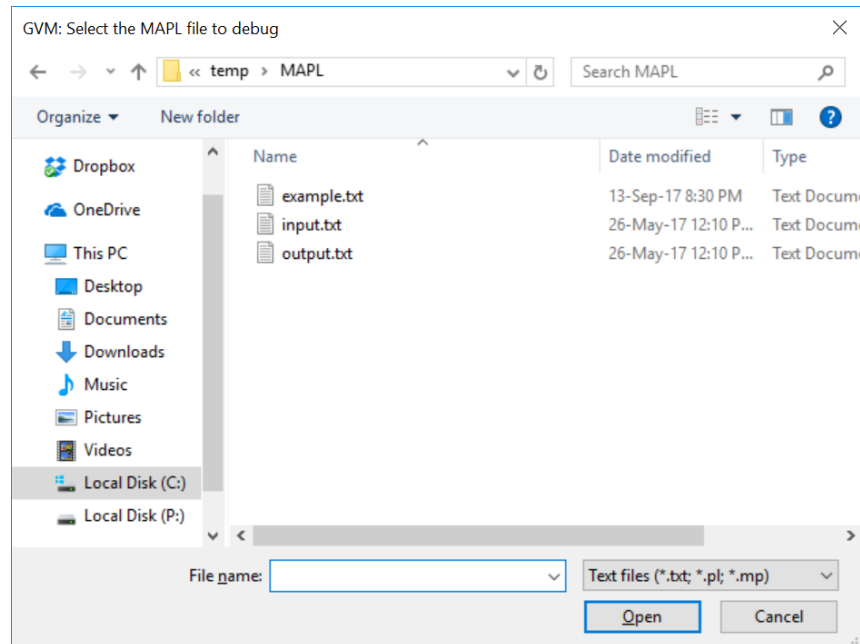 GVM: Select the MAPL file to debug
« temp › MAPL
Search MAPL
Organize
New folder
?
Name
Date modified
Type
Dropbox
OneDrive
This PC
Desktop
Documents
Downloads
Music
Pictures
Videos
Local Disk (C:)
Local Disk (P:)
example.txt 13-Sep-17 8:30 PM Text Docum
input.txt 26-May-17 12:10 P... Text Docum
output.txt 26-May-17 12:10 P... Text Docum
File name:
Text files (*.txt; *.pl; *.mp)
Open
Cancel